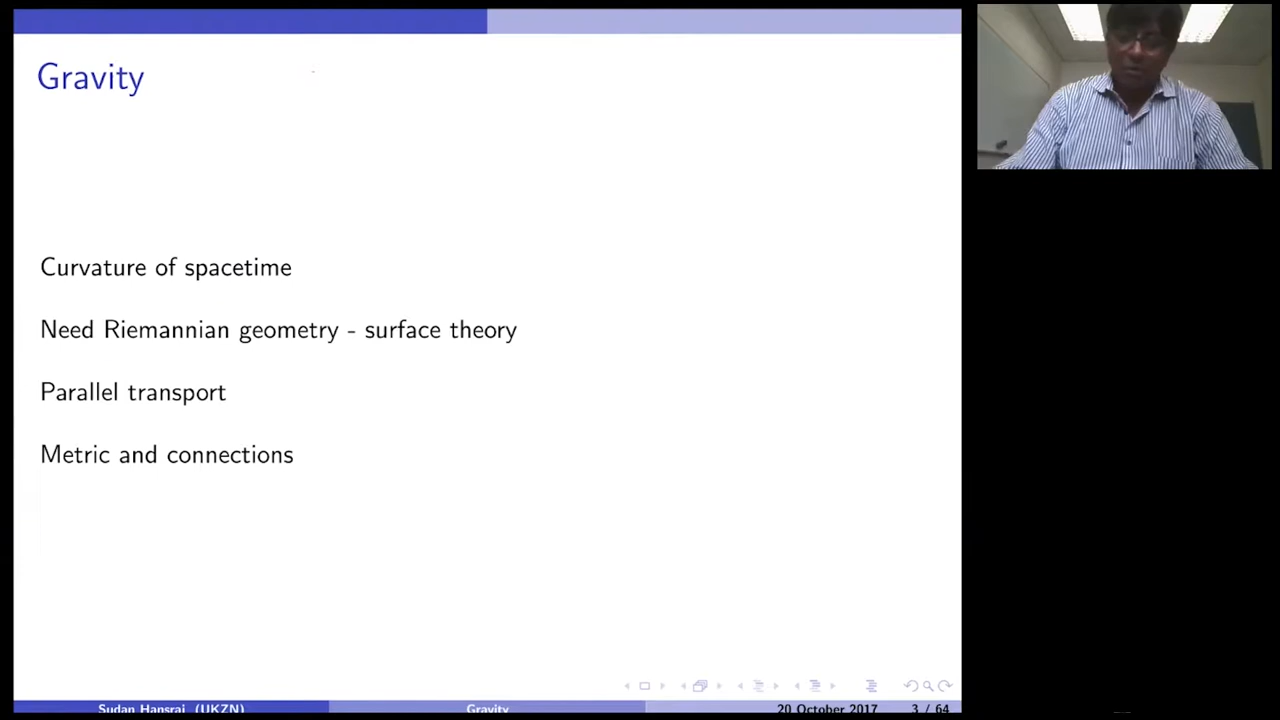 Gravity
Curvature of spacetime
Need Riemannian geometry - surface theory
Parallel transport
Metric and connections
Sudan Hansraj (UKZN)
Gravity
20 October 2017
3 / 64